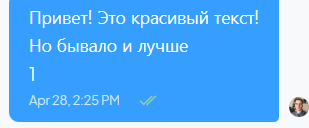 Привет! Это красивый текст!
Но бывало и лучше
1
Apr 28, 2:25 PM